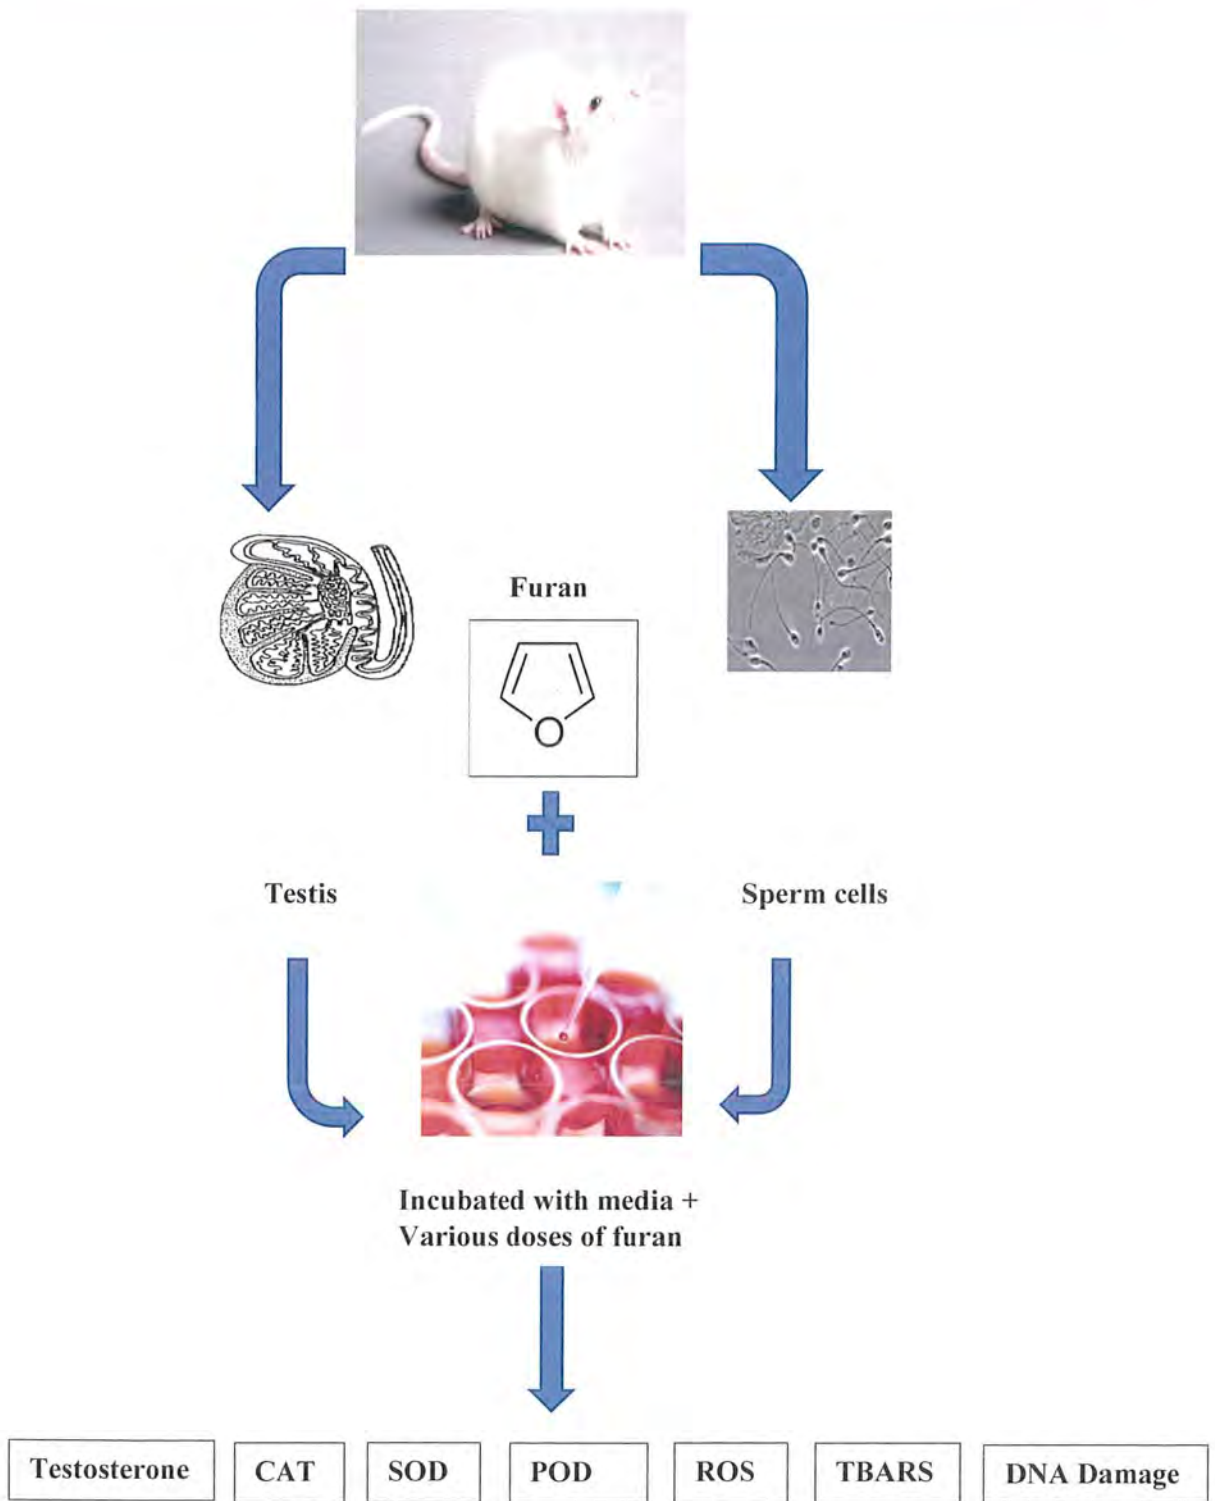 Furan
O
Testis
Sperm cells
Incubated with media +
Various doses of furan
Testosterone
CAT
SOD
POD
ROS
TBARS
DNA Damage